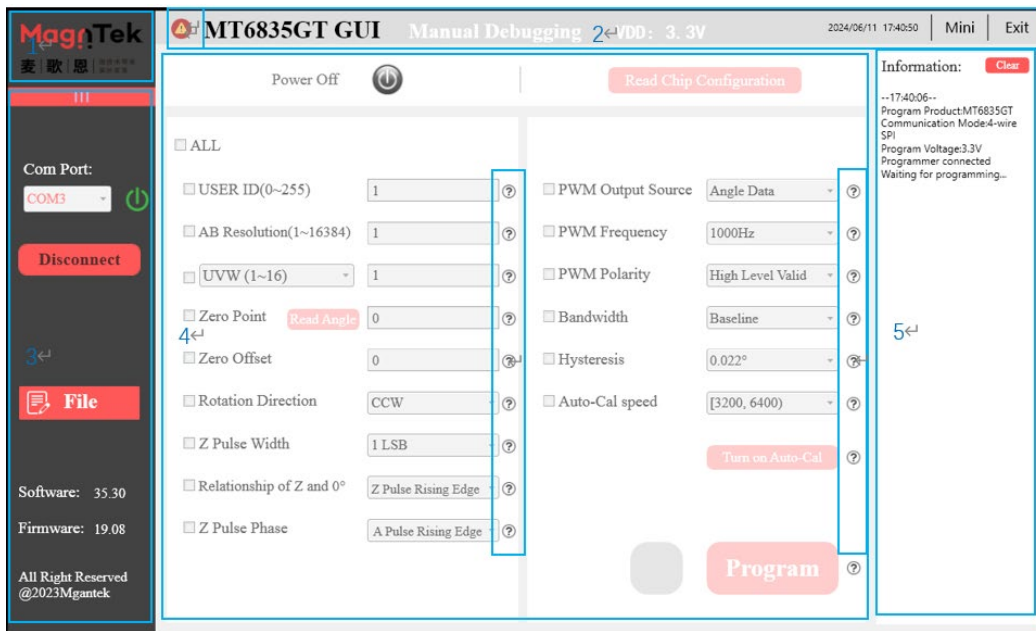 MagnTek
麦歌恩
1
MT6835GT GUI
Manual Debugging
2
VDD: 3.3V
2024/06/11 17:40:50
Mini
Exit
Com Port:
COM3
Disconnect
3
File
Software: 35.30
Firmware: 19.08
All Right Reserved
@2023Mgantek
Power Off
Read Chip Configuration
ALL
USER ID(0~255) 1 ?
AB Resolution(1~16384) 1 ?
UVW (1~16) 1 ?
Zero Point Read Angle 0 ?
4
Zero Offset 0 ?
Rotation Direction CCW ?
Z Pulse Width 1 LSB ?
Relationship of Z and 0° Z Pulse Rising Edge ?
Z Pulse Phase A Pulse Rising Edge ?
PWM Output Source Angle Data ?
PWM Frequency 1000Hz ?
PWM Polarity High Level Valid ?
Bandwidth Baseline ?
Hysteresis 0.022° ?
Auto-Cal speed [3200, 6400) ?
Turn on Auto-Cal ?
Program ?
Information:
Clear
--17:40:06--
Program Product:MT6835GT
Communication Mode:4-wire
SPI
Program Voltage:3.3V
Programmer connected
Waiting for programming...
5